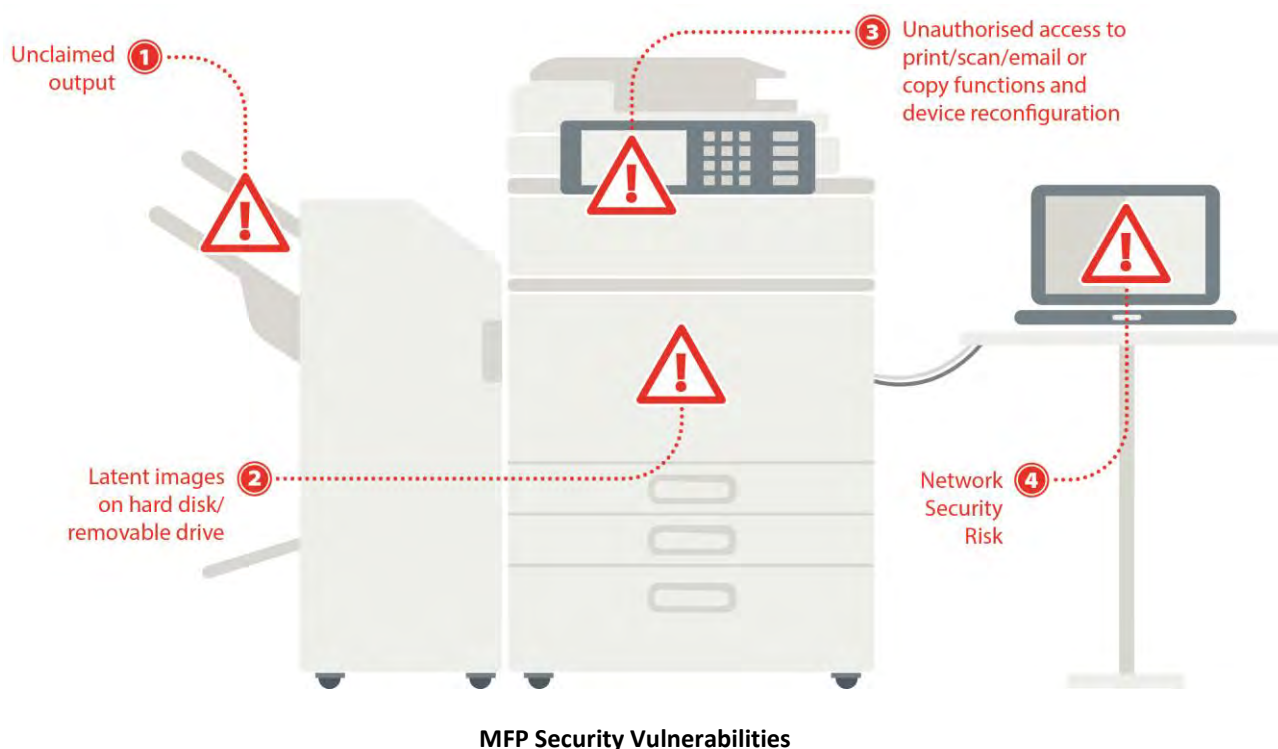 1
Unclaimed
output
3
Unauthorised access to
print/scan/email or
copy functions and
device reconfiguration
2
Latent images
on hard disk/
removable drive
4
Network
Security
Risk
MFP Security Vulnerabilities